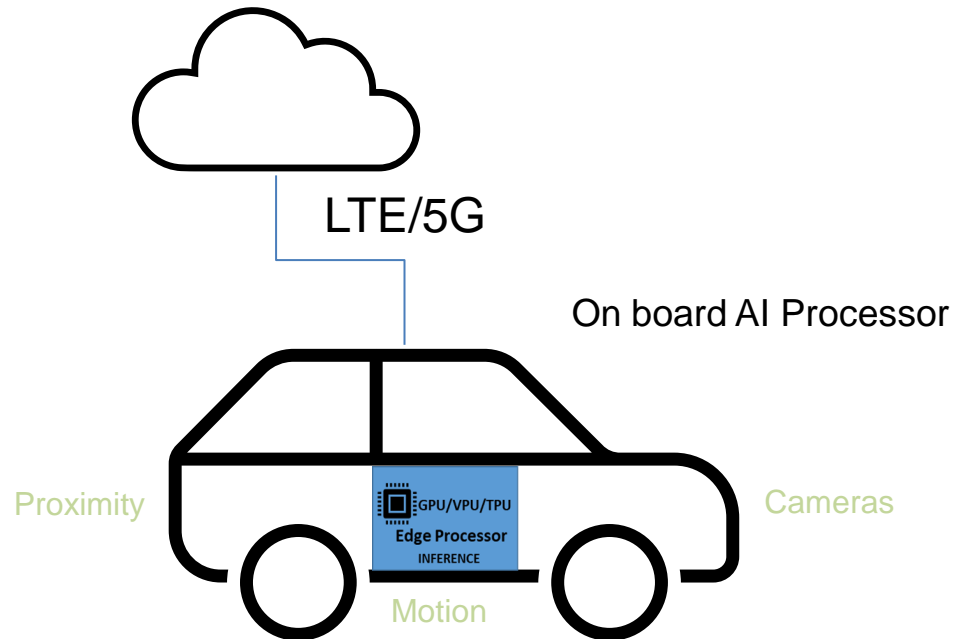 LTE/5G
On board AI Processor
Proximity
GPU/VPU/TPU
Edge Processor
INFERENCE
Cameras
Motion